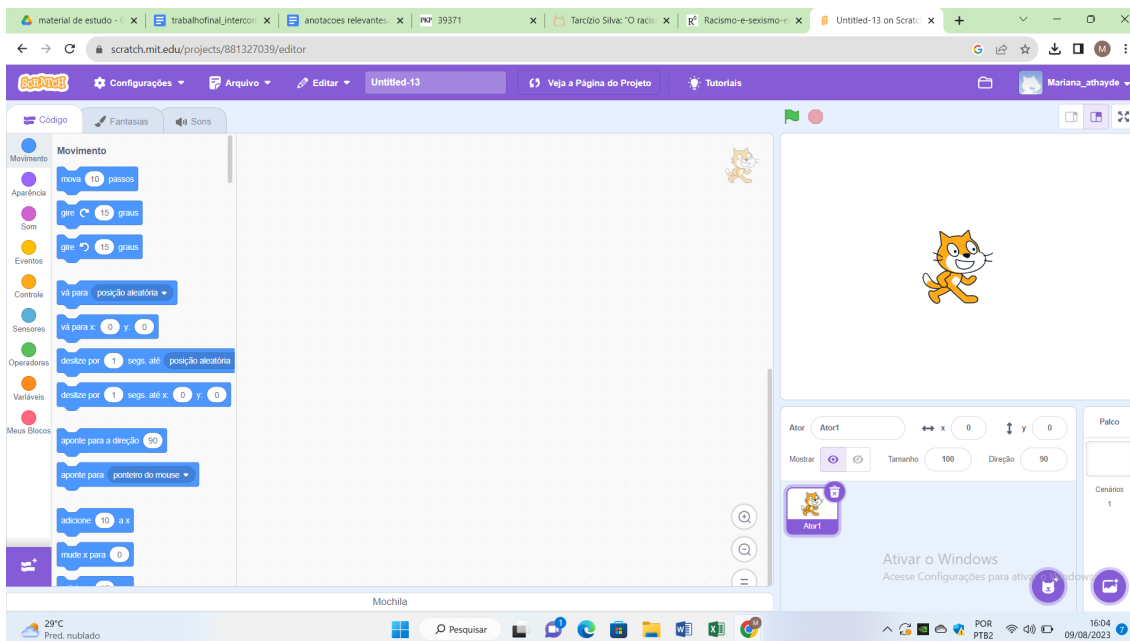 material de estudo - 
trabalhofinal_intercon
anotacoes relevantes.
PKP 39371
Tarcízio Silva: "O racis
R⁰ Racismo-e-sexismo-e
Untitled-13 on Scratc
scratch.mit.edu/projects/881327039/editor
G
M
SCRATCH
Configurações
Arquivo
Editar
Untitled-13
Veja a Página do Projeto
Tutoriais
Mariana_athayde
Código
Fantasias
Sons
Movimento
Aparência
Som
Eventos
Controle
Sensores
Operadores
Variáveis
Meus Blocos
Movimento
mova 10 passos
gire 15 graus
gire 15 graus
vá para posição aleatória
vá para x: 0 y: 0
deslize por 1 segs. até posição aleatória
deslize por 1 segs. até x: 0 y: 0
aponte para a direção 90
aponte para ponteiro do mouse
adicione 10 a x
mude x para 0
Mochila
Ator Ator1 x 0 y 0
Mostrar Tamanho 100 Direção 90
Ator1
Palco
Cenários
1
Ativar o Windows
Acesse Configurações para ativar o Windows
29°C
Pred. nublado
Pesquisar
POR
PTB2
16:04
09/08/2023
7